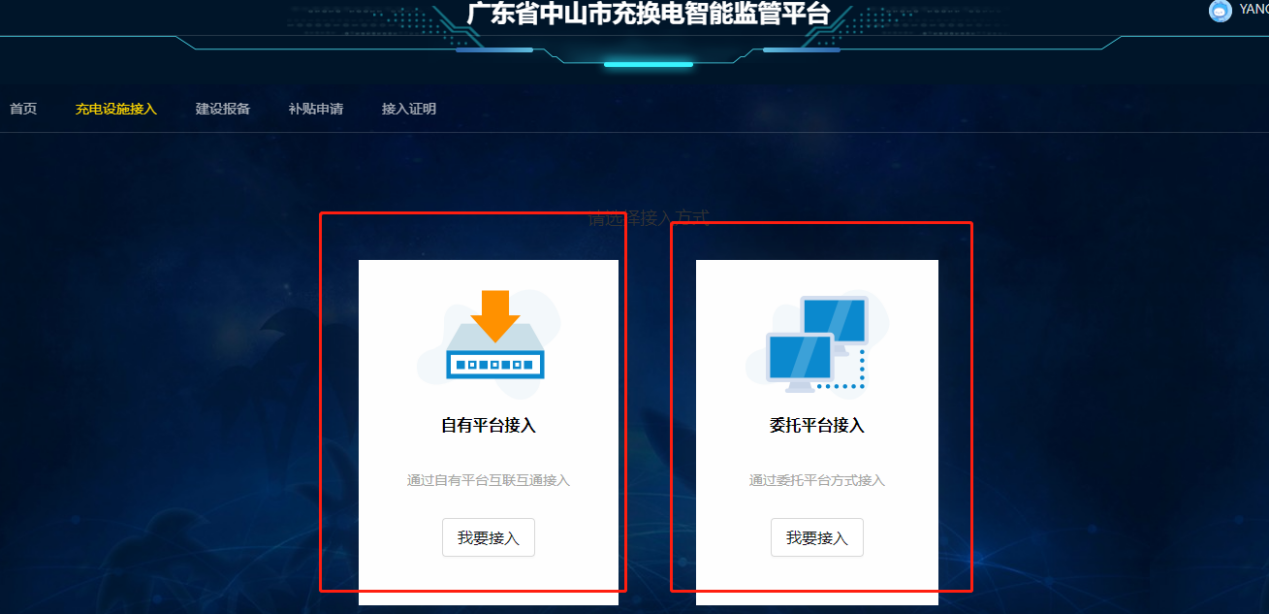 广东省中山市充换电智能监管平台
YANG
首页 充电设施接入 建设报备 补贴申请 接入证明
请选择接入方式
自有平台接入
通过自有平台互联互通接入
我要接入
委托平台接入
通过委托平台方式接入
我要接入